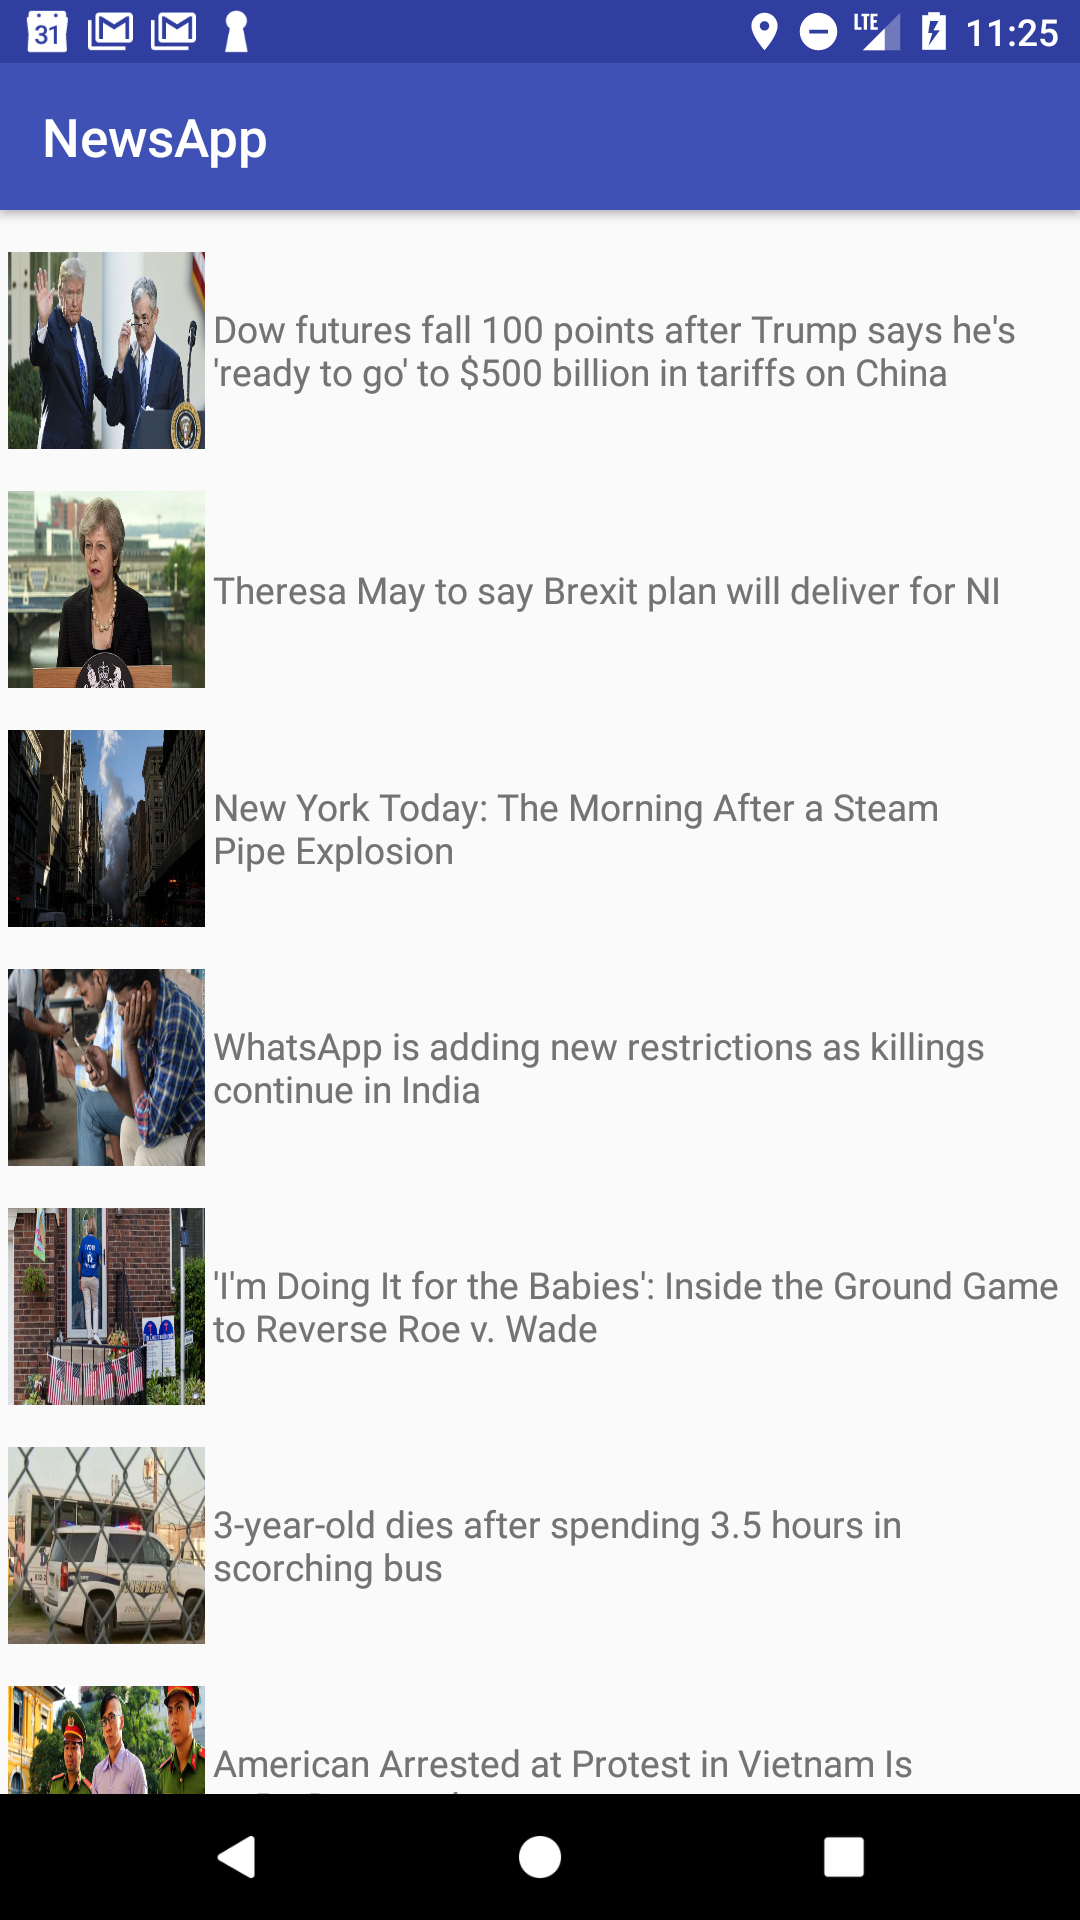 31 LTE 11:25
NewsApp
Dow futures fall 100 points after Trump says he's
'ready to go' to $500 billion in tariffs on China
Theresa May to say Brexit plan will deliver for NI
New York Today: The Morning After a Steam
Pipe Explosion
WhatsApp is adding new restrictions as killings
continue in India
'I'm Doing It for the Babies': Inside the Ground Game
to Reverse Roe v. Wade
3-year-old dies after spending 3.5 hours in
scorching bus
American Arrested at Protest in Vietnam Is